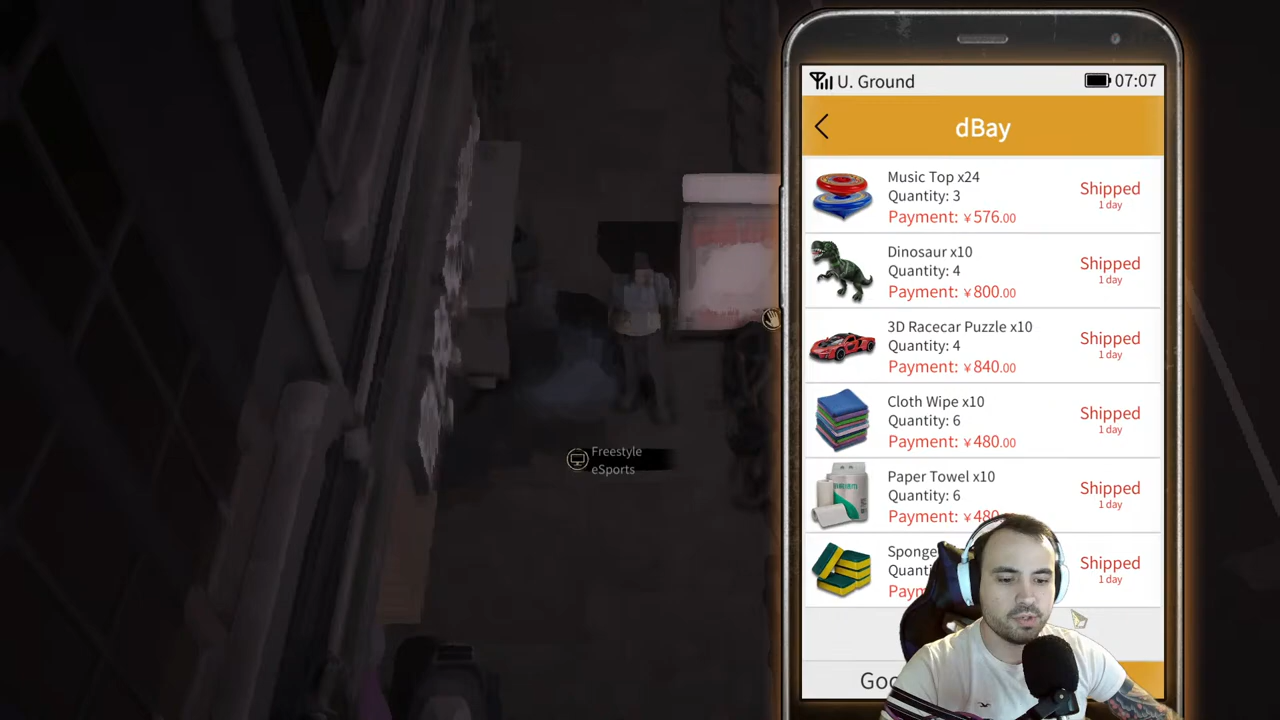 U. Ground
07:07
dBay
Music Top x24
Quantity: 3
Payment: ¥576.00
Shipped
1 day
Dinosaur x10
Quantity: 4
Payment: ¥800.00
Shipped
1 day
3D Racecar Puzzle x10
Quantity: 4
Payment: ¥840.00
Shipped
1 day
Cloth Wipe x10
Quantity: 6
Payment: ¥480.00
Shipped
1 day
Paper Towel x10
Quantity: 6
Payment: ¥480
Shipped
1 day
Sponge
Shipped
1 day
Freestyle
eSports